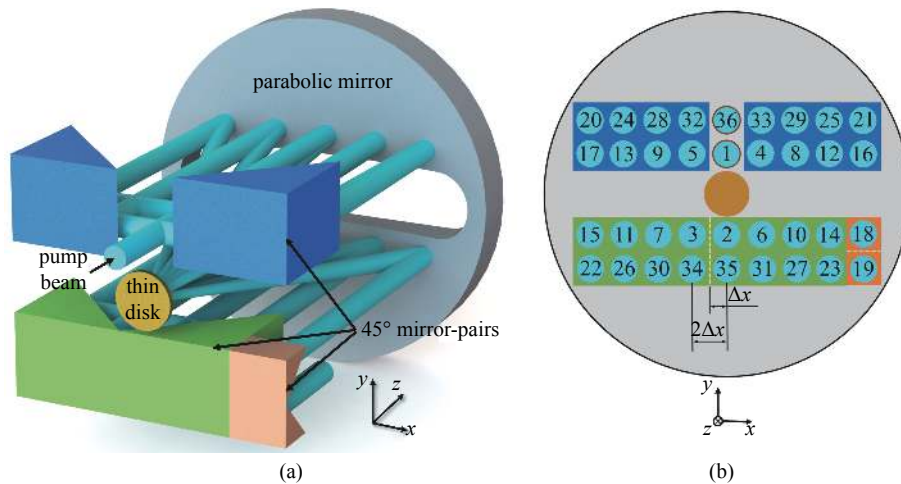 parabolic mirror
pump
beam
thin
disk
45° mirror-pairs
y
z
x
(a)
20 24 28 32 36 33 29 25 21
17 13 9 5 1 4 8 12 16
15 11 7 3 2 6 10 14 18
22 26 30 34 35 31 27 23 19
Δx
2Δx
y
z
x
(b)